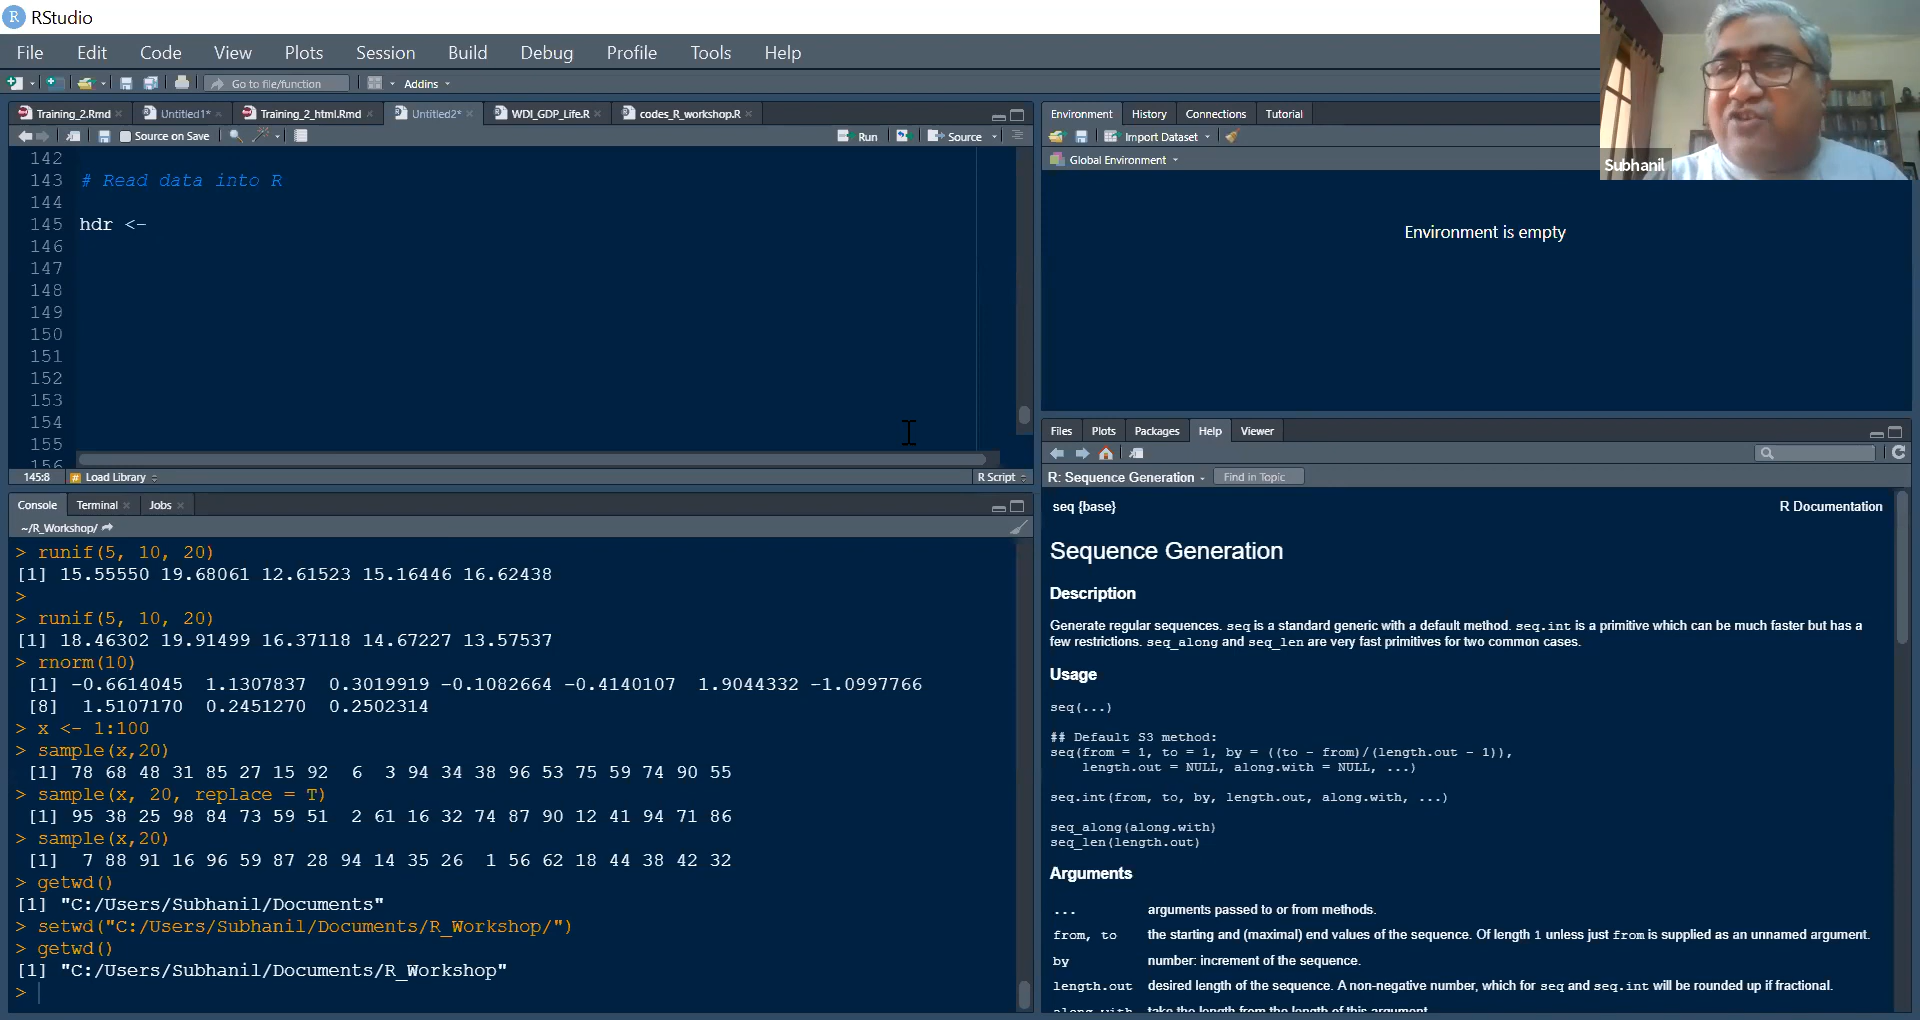 RStudio
File Edit Code View Plots Session Build Debug Profile Tools Help
Go to file/function Addins
Training_2.Rmd Untitled1* Training_2_html.Rmd Untitled2* WDI_GDP_Life.R codes_R_workshop.R
Source on Save Run Source
142
143 # Read data into R
144
145 hdr <-
146
147
148
149
150
151
152
153
154
155
156
145:8 # Load Library R Script
Console Terminal Jobs
~/R_Workshop/
> runif(5, 10, 20)
[1] 15.55550 19.68061 12.61523 15.16446 16.62438
>
> runif(5, 10, 20)
[1] 18.46302 19.91499 16.37118 14.67227 13.57537
> rnorm(10)
[1] -0.6614045 1.1307837 0.3019919 -0.1082664 -0.4140107 1.9044332 -1.0997766
[8] 1.5107170 0.2451270 0.2502314
> x <- 1:100
> sample(x,20)
[1] 78 68 48 31 85 27 15 92 6 3 94 34 38 96 53 75 59 74 90 55
> sample(x, 20, replace = T)
[1] 95 38 25 98 84 73 59 51 2 61 16 32 74 87 90 12 41 94 71 86
> sample(x,20)
[1] 7 88 91 16 96 59 87 28 94 14 35 26 1 56 62 18 44 38 42 32
> getwd()
[1] "C:/Users/Subhanil/Documents"
> setwd("C:/Users/Subhanil/Documents/R_Workshop/")
> getwd()
[1] "C:/Users/Subhanil/Documents/R_Workshop"
>
Environment History Connections Tutorial
Import Dataset
Global Environment
Environment is empty
Subhanil
Files Plots Packages Help Viewer
R: Sequence Generation Find in Topic
seq {base} R Documentation
Sequence Generation
Description
Generate regular sequences. seq is a standard generic with a default method. seq.int is a primitive which can be much faster but has a
few restrictions. seq_along and seq_len are very fast primitives for two common cases.
Usage
seq(...)
## Default S3 method:
seq(from = 1, to = 1, by = ((to - from)/(length.out - 1)),
length.out = NULL, along.with = NULL, ...)
seq.int(from, to, by, length.out, along.with, ...)
seq_along(along.with)
seq_len(length.out)
Arguments
... arguments passed to or from methods.
from, to the starting and (maximal) end values of the sequence. Of length 1 unless just from is supplied as an unnamed argument.
by number: increment of the sequence.
length.out desired length of the sequence. A non-negative number, which for seq and seq.int will be rounded up if fractional.
along.with take the length from the length of this argument.